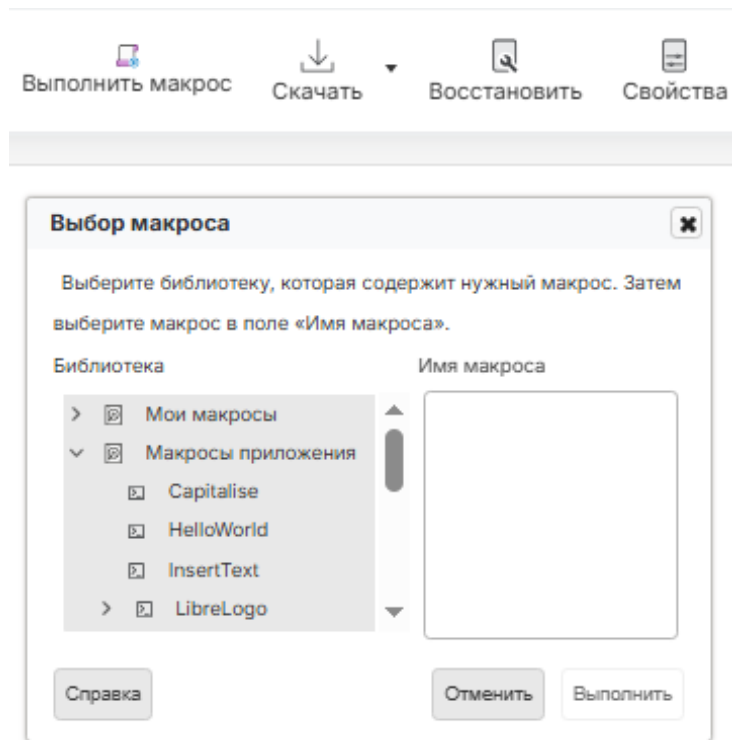 Выполнить макрос Скачать Восстановить Свойства
Выбор макроса
Выберите библиотеку, которая содержит нужный макрос. Затем
выберите макрос в поле «Имя макроса».
Библиотека Имя макроса
Мои макросы
Макросы приложения
Capitalise
HelloWorld
InsertText
LibreLogo
Справка Отменить Выполнить